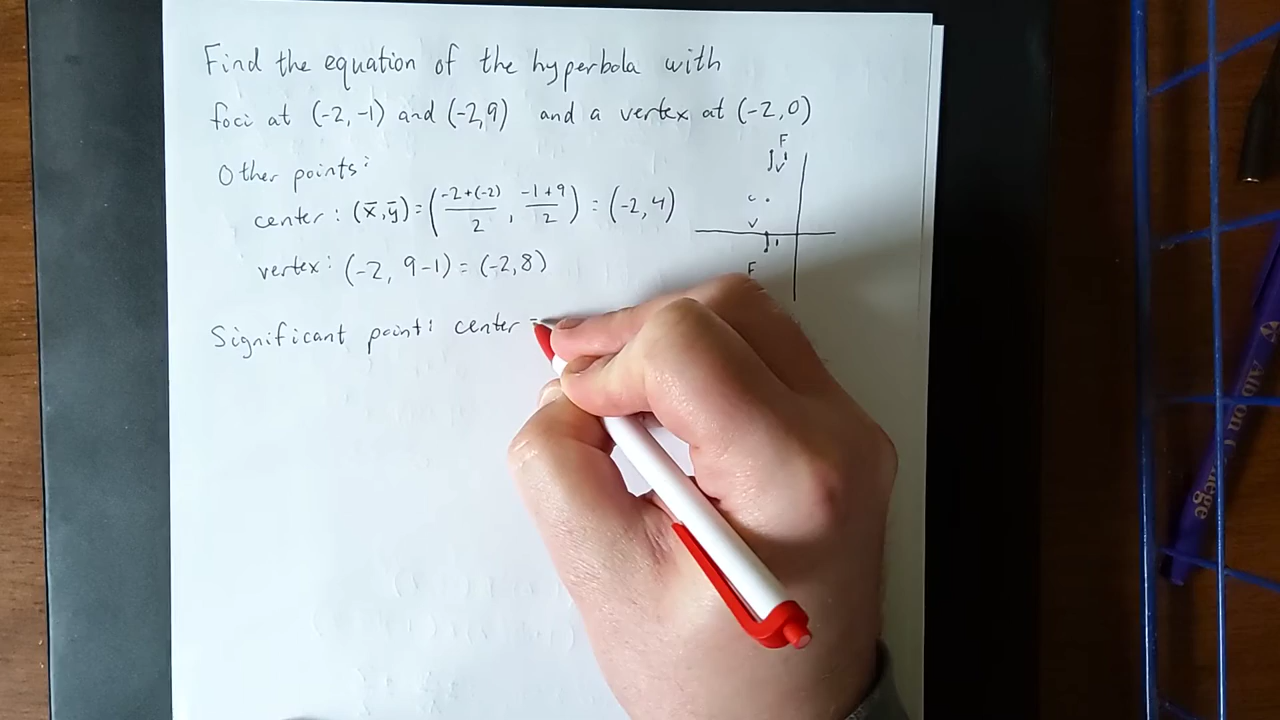 Find the equation of the hyperbola with
foci at (-2,-1) and (-2,9) and a vertex at (-2,0)
Other points:
center: (x̄,ȳ)=(-2+(-2)/2, -1+9/2) = (-2,4)
vertex: (-2, 9-1) = (-2,8)
Significant point: center =
F
V
C
V
F